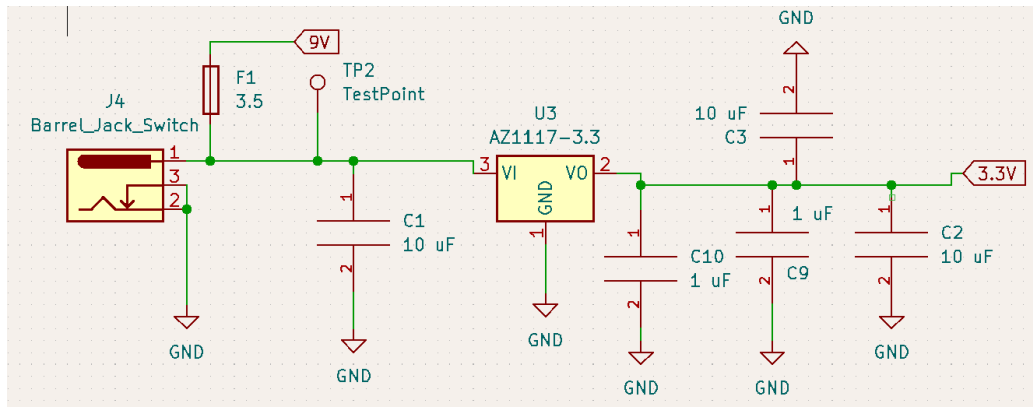 GND
9V
F1
3.5
TP2
TestPoint
J4
Barrel_Jack_Switch
1
3
2
GND
1
C1
10 uF
2
GND
U3
AZ1117-3.3
3
VI
VO
2
GND
1
GND
2
10 uF
C3
1
3.3V
1
C10
1 uF
2
GND
1
1 uF
C9
2
GND
1
C2
10 uF
2
GND